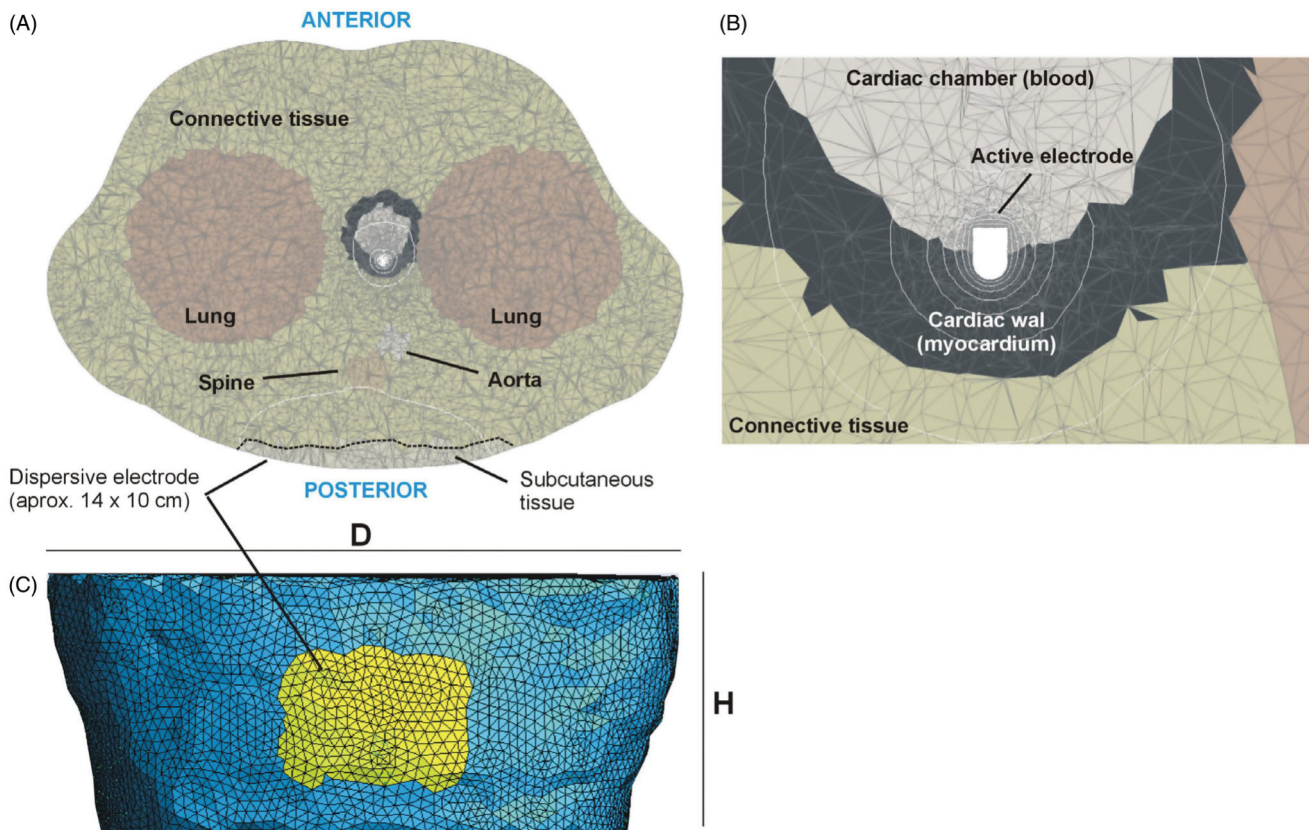 (A)
ANTERIOR
Connective tissue
Lung
Lung
Spine
Aorta
Dispersive electrode
(aprox. 14 x 10 cm)
POSTERIOR
Subcutaneous
tissue
(B)
Cardiac chamber (blood)
Active electrode
Cardiac wal
(myocardium)
Connective tissue
D
(C)
H